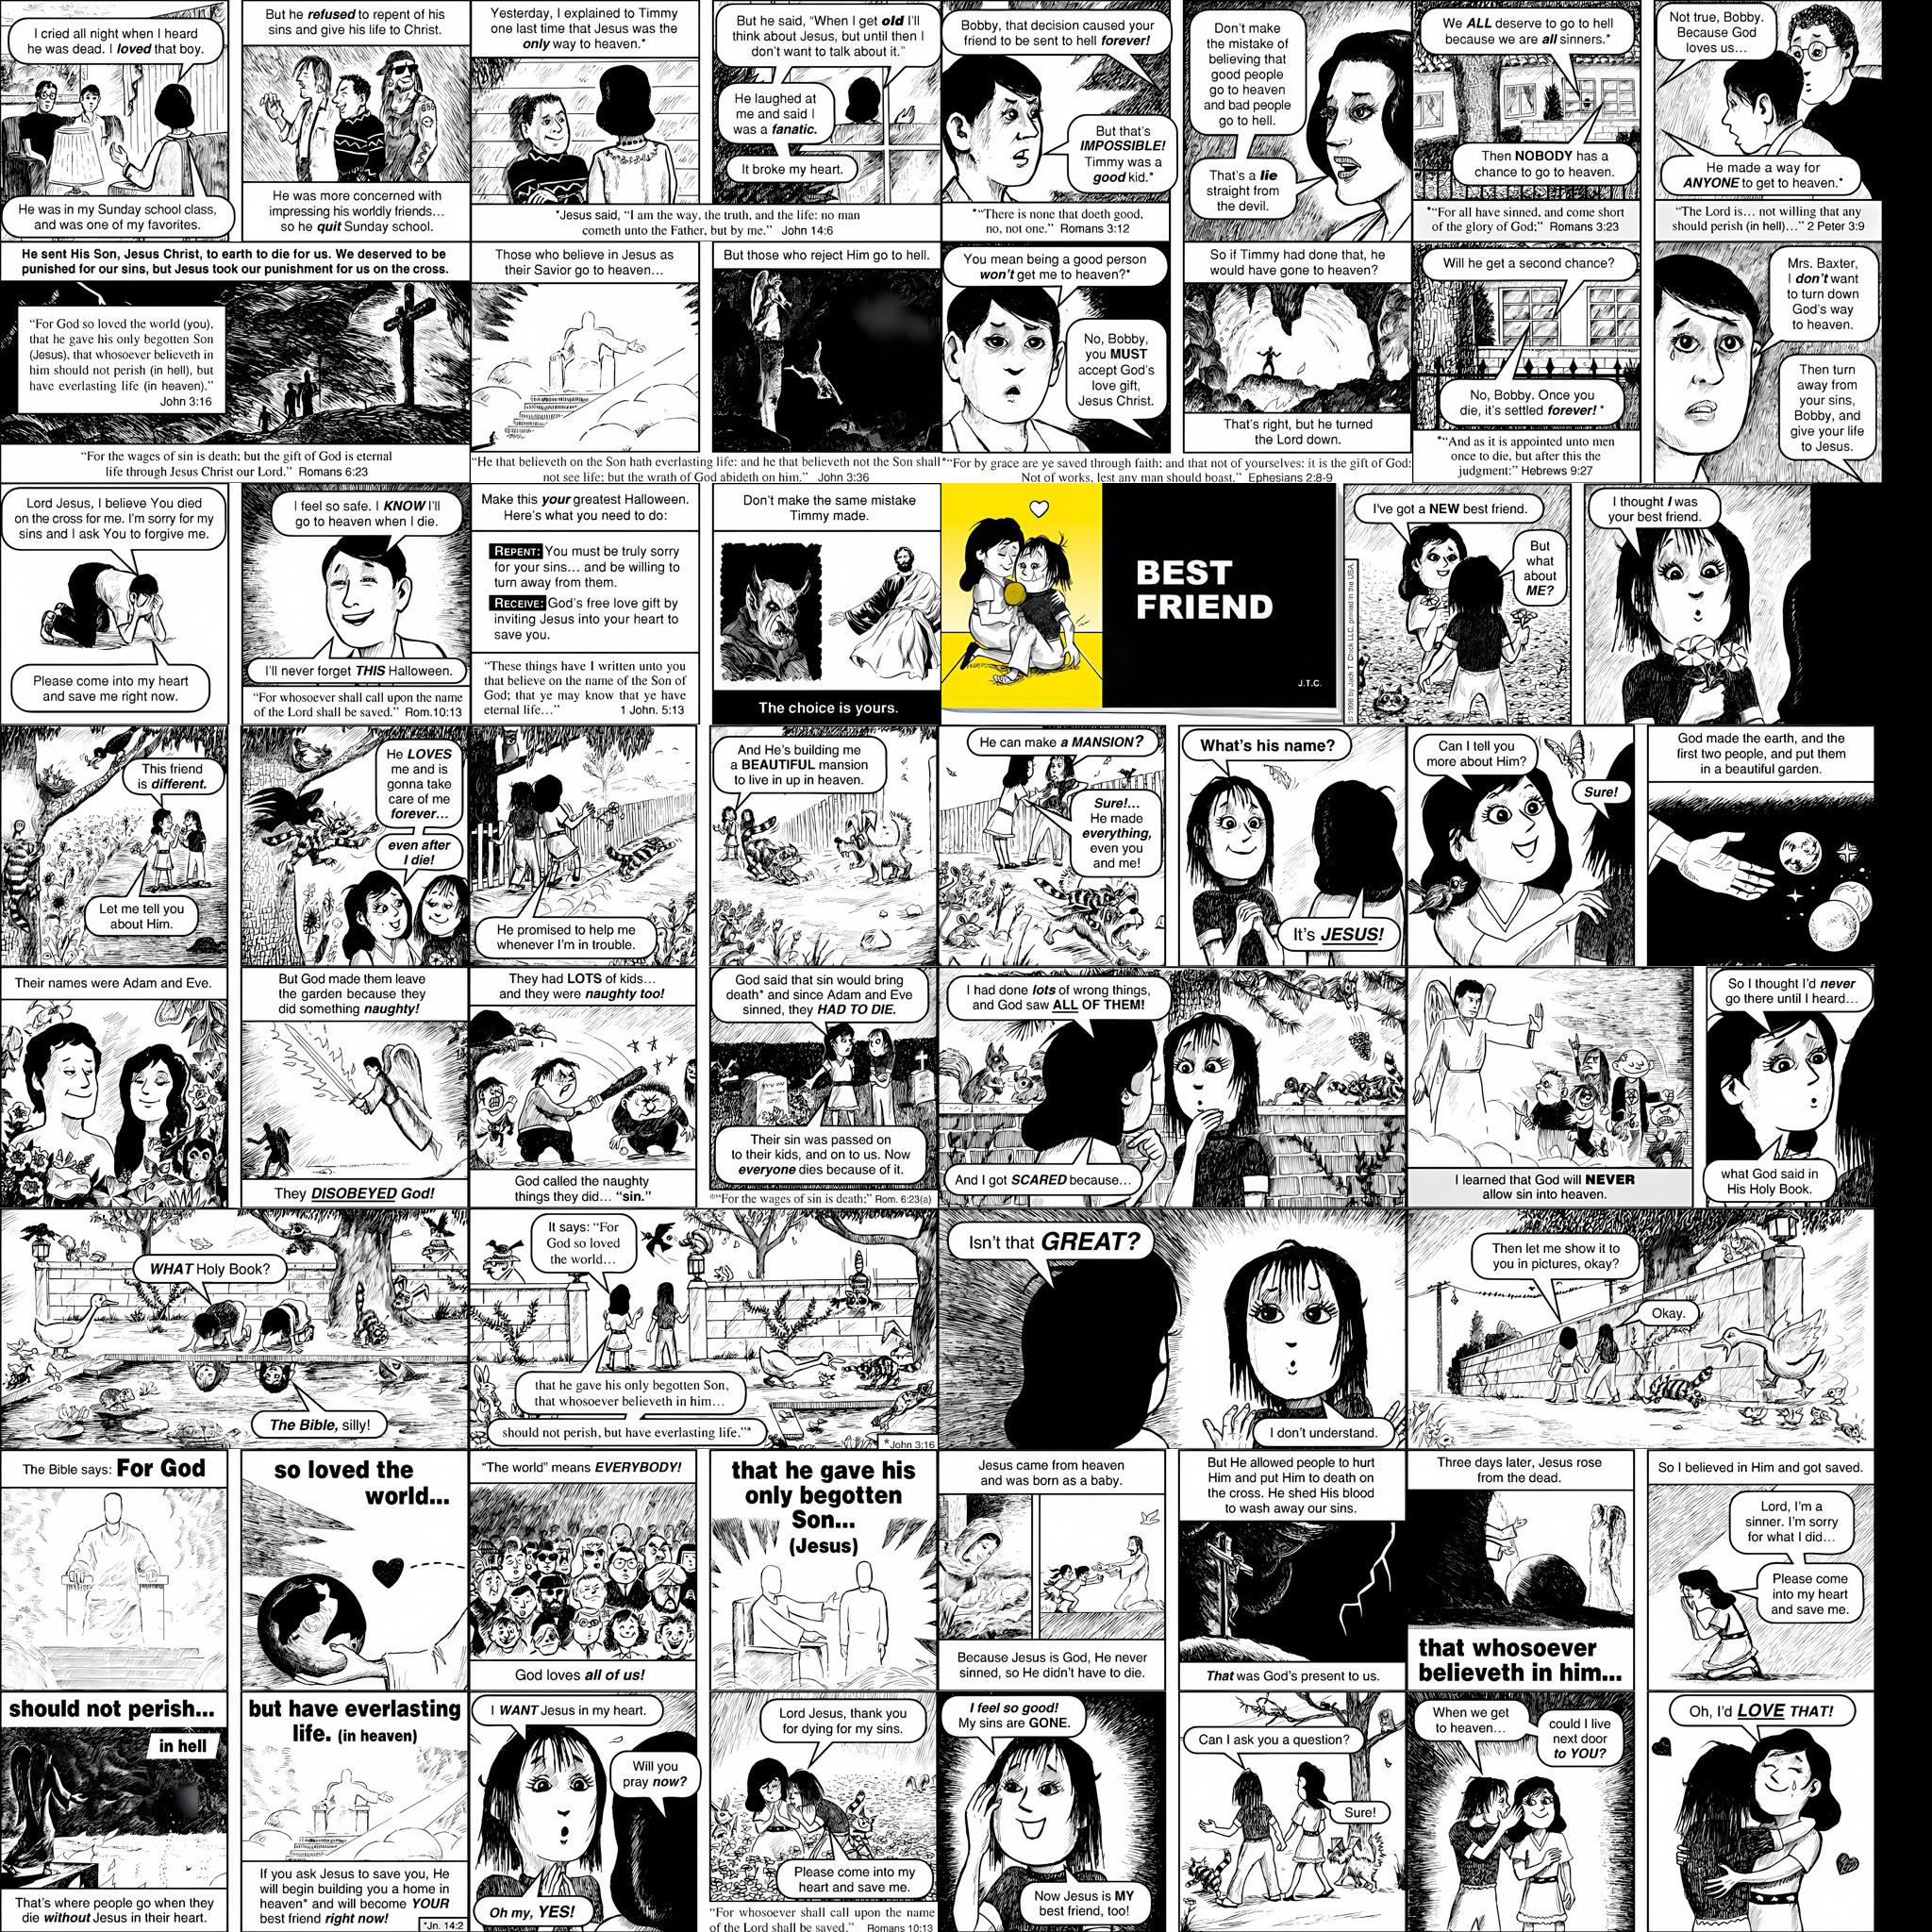 I cried all night when I heard
he was dead. I loved that boy.
He was in my Sunday school class,
and was one of my favorites.
But he refused to repent of his
sins and give his life to Christ.
He was more concerned with
impressing his worldly friends...
so he quit Sunday school.
Yesterday, I explained to Timmy
one last time that Jesus was the
only way to heaven.*
But he said, "When I get old I'll
think about Jesus, but until then I
don't want to talk about it."
He laughed at
me and said I
was a fanatic.
It broke my heart.
*Jesus said, "I am the way, the truth, and the life: no man
cometh unto the Father, but by me." John 14:6
Bobby, that decision caused your
friend to be sent to hell forever!
But that's
IMPOSSIBLE!
Timmy was a
good kid.*
*"There is none that doeth good,
no, not one." Romans 3:12
Don't make
the mistake of
believing that
good people
go to heaven
and bad people
go to hell.
That's a lie
straight from
the devil.
We ALL deserve to go to hell
because we are all sinners.*
Then NOBODY has a
chance to go to heaven.
*"For all have sinned, and come short
of the glory of God;" Romans 3:23
Not true, Bobby.
Because God
loves us...
He made a way for
ANYONE to get to heaven.*
"The Lord is... not willing that any
should perish (in hell)..." 2 Peter 3:9
He sent His Son, Jesus Christ, to earth to die for us. We deserved to be
punished for our sins, but Jesus took our punishment for us on the cross.
"For God so loved the world (you),
that he gave his only begotten Son
(Jesus), that whosoever believeth in
him should not perish (in hell), but
have everlasting life (in heaven)."
John 3:16
"For the wages of sin is death; but the gift of God is eternal
life through Jesus Christ our Lord." Romans 6:23
Those who believe in Jesus as
their Savior go to heaven...
But those who reject Him go to hell.
"He that believeth on the Son hath everlasting life: and he that believeth not the Son shall
not see life; but the wrath of God abideth on him." John 3:36
You mean being a good person
won't get me to heaven?*
No, Bobby,
you MUST
accept God's
love gift,
Jesus Christ.
So if Timmy had done that, he
would have gone to heaven?
That's right, but he turned
the Lord down.
*"For by grace are ye saved through faith; and that not of yourselves: it is the gift of God:
Not of works, lest any man should boast." Ephesians 2:8-9
Will he get a second chance?
No, Bobby. Once you
die, it's settled forever! *
*"And as it is appointed unto men
once to die, but after this the
judgment:" Hebrews 9:27
Mrs. Baxter,
I don't want
to turn down
God's way
to heaven.
Then turn
away from
your sins,
Bobby, and
give your life
to Jesus.
Lord Jesus, I believe You died
on the cross for me. I'm sorry for my
sins and I ask You to forgive me.
Please come into my heart
and save me right now.
I feel so safe. I KNOW I'll
go to heaven when I die.
I'll never forget THIS Halloween.
"For whosoever shall call upon the name
of the Lord shall be saved." Rom.10:13
Make this your greatest Halloween.
Here's what you need to do:
REPENT: You must be truly sorry
for your sins... and be willing to
turn away from them.
RECEIVE: God's free love gift by
inviting Jesus into your heart to
save you.
"These things have I written unto you
that believe on the name of the Son of
God; that ye may know that ye have
eternal life..." 1 John. 5:13
Don't make the same mistake
Timmy made.
The choice is yours.
BEST
FRIEND
J.T.C.
© 1996 by Jack T. Chick LLC, printed in the USA
I've got a NEW best friend.
But
what
about
ME?
I thought I was
your best friend.
This friend
is different.
Let me tell you
about Him.
He LOVES
me and is
gonna take
care of me
forever...
even after
I die!
He promised to help me
whenever I'm in trouble.
And He's building me
a BEAUTIFUL mansion
to live in up in heaven.
He can make a MANSION?
Sure!...
He made
everything,
even you
and me!
What's his name?
It's JESUS!
Can I tell you
more about Him?
Sure!
God made the earth, and the
first two people, and put them
in a beautiful garden.
Their names were Adam and Eve.
But God made them leave
the garden because they
did something naughty!
They DISOBEYED God!
They had LOTS of kids...
and they were naughty too!
God called the naughty
things they did... "sin."
God said that sin would bring
death* and since Adam and Eve
sinned, they HAD TO DIE.
Their sin was passed on
to their kids, and on to us. Now
everyone dies because of it.
*"For the wages of sin is death;" Rom. 6:23(a)
I had done lots of wrong things,
and God saw ALL OF THEM!
And I got SCARED because...
I learned that God will NEVER
allow sin into heaven.
So I thought I'd never
go there until I heard...
what God said in
His Holy Book.
WHAT Holy Book?
The Bible, silly!
It says: "For
God so loved
the world...
that he gave his only begotten Son,
that whosoever believeth in him...
should not perish, but have everlasting life."*
*John 3:16
Isn't that GREAT?
I don't understand.
Then let me show it to
you in pictures, okay?
Okay.
The Bible says: For God
so loved the
world...
"The world" means EVERYBODY!
God loves all of us!
that he gave his
only begotten
Son...
(Jesus)
Jesus came from heaven
and was born as a baby.
Because Jesus is God, He never
sinned, so He didn't have to die.
But He allowed people to hurt
Him and put Him to death on
the cross. He shed His blood
to wash away our sins.
That was God's present to us.
Three days later, Jesus rose
from the dead.
that whosoever
believeth in him...
So I believed in Him and got saved.
Lord, I'm a
sinner. I'm sorry
for what I did...
Please come
into my heart
and save me.
should not perish...
in hell
That's where people go when they
die without Jesus in their heart.
but have everlasting
life. (in heaven)
If you ask Jesus to save you, He
will begin building you a home in
heaven* and will become YOUR
best friend right now!
*Jn. 14:2
I WANT Jesus in my heart.
Will you
pray now?
Oh my, YES!
Lord Jesus, thank you
for dying for my sins.
Please come into my
heart and save me.
"For whosoever shall call upon the name
of the Lord shall be saved." Romans 10:13
I feel so good!
My sins are GONE.
Now Jesus is MY
best friend, too!
Can I ask you a question?
Sure!
When we get
to heaven...
could I live
next door
to YOU?
Oh, I'd LOVE THAT!